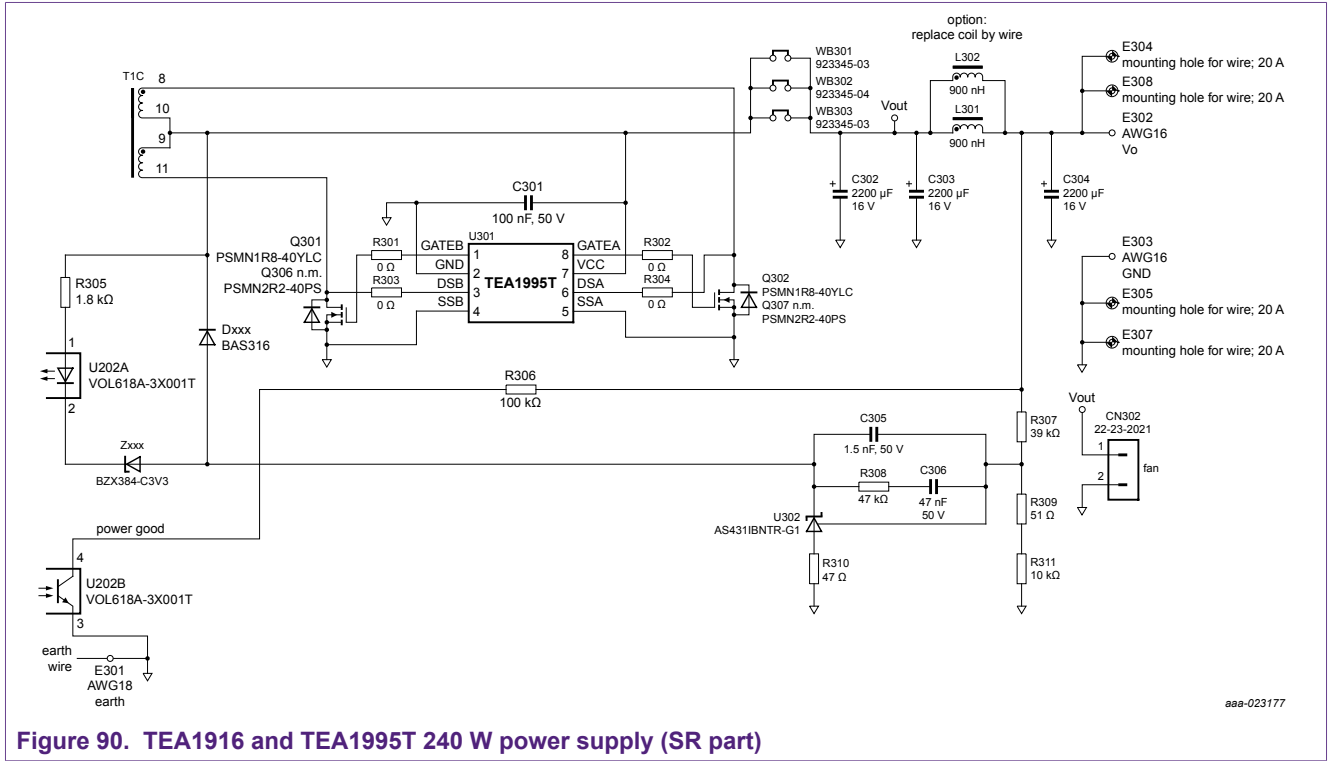 option:
replace coil by wire
L302
900 nH
L301
900 nH
WB301
923345-03
WB302
923345-04
WB303
923345-03
Vout
E304
mounting hole for wire; 20 A
E308
mounting hole for wire; 20 A
E302
AWG16
Vo
T1C
8
10
9
11
C302
2200 µF
16 V
+
C303
2200 µF
16 V
+
C304
2200 µF
16 V
+
C301
100 nF, 50 V
U301
TEA1995T
GATEB
1
GND
2
DSB
3
SSB
4
8
GATEA
7
VCC
6
DSA
5
SSA
R301
0 Ω
R303
0 Ω
R302
0 Ω
R304
0 Ω
Q301
PSMN1R8-40YLC
Q306 n.m.
PSMN2R2-40PS
Q302
PSMN1R8-40YLC
Q307 n.m.
PSMN2R2-40PS
E303
AWG16
GND
E305
mounting hole for wire; 20 A
E307
mounting hole for wire; 20 A
R305
1.8 kΩ
Dxxx
BAS316
1
U202A
VOL618A-3X001T
2
R306
100 kΩ
Zxxx
BZX384-C3V3
C305
1.5 nF, 50 V
R308
47 kΩ
C306
47 nF
50 V
U302
AS431IBNTR-G1
R310
47 Ω
R307
39 kΩ
R309
51 Ω
R311
10 kΩ
Vout
CN302
22-23-2021
1
2
fan
power good
4
U202B
VOL618A-3X001T
3
earth
wire
E301
AWG18
earth
aaa-023177
Figure 90. TEA1916 and TEA1995T 240 W power supply (SR part)